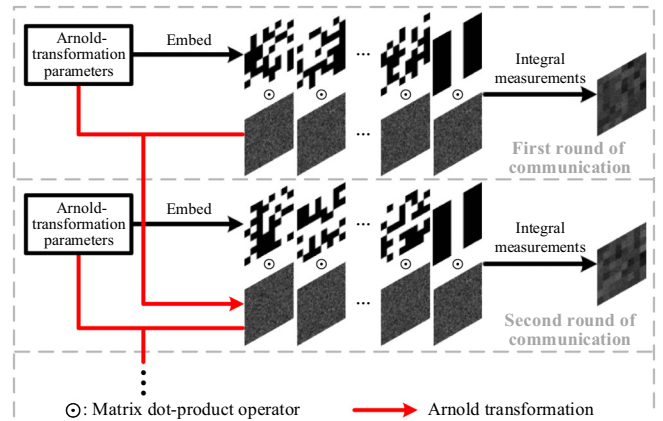 Arnold-
transformation
parameters
Embed
...
Integral
measurements
⊙ ⊙ ⊙ ⊙
...
First round of
communication
Arnold-
transformation
parameters
Embed
...
Integral
measurements
⊙ ⊙ ⊙ ⊙
...
Second round of
communication
⊙: Matrix dot-product operator
Arnold transformation